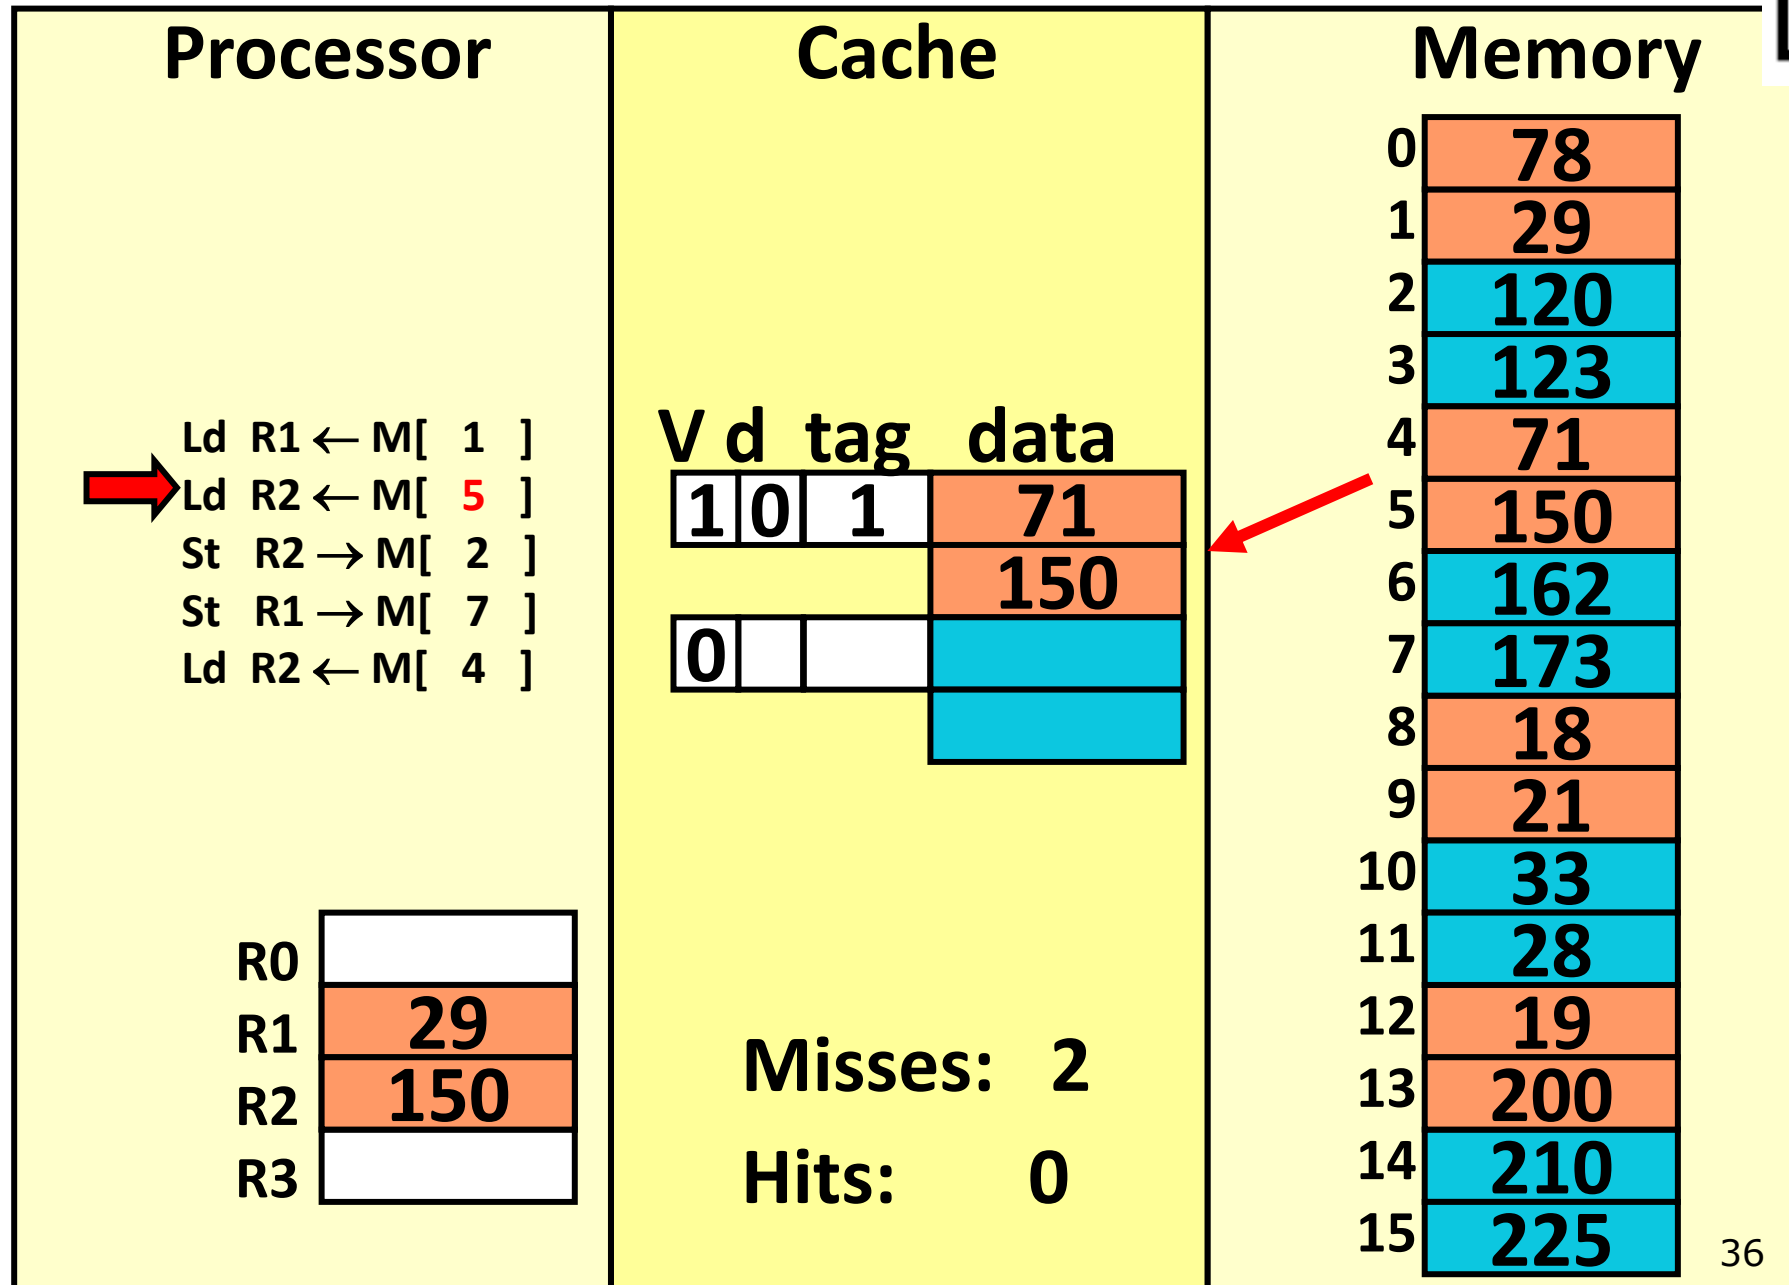 Processor
Ld R1 ← M[ 1 ]
Ld R2 ← M[ 5 ]
St R2 → M[ 2 ]
St R1 → M[ 7 ]
Ld R2 ← M[ 4 ]
R0
R1 29
R2 150
R3
Cache
V d tag data
1 0 1 71
150
0
Misses: 2
Hits: 0
Memory
0 78
1 29
2 120
3 123
4 71
5 150
6 162
7 173
8 18
9 21
10 33
11 28
12 19
13 200
14 210
15 225
36